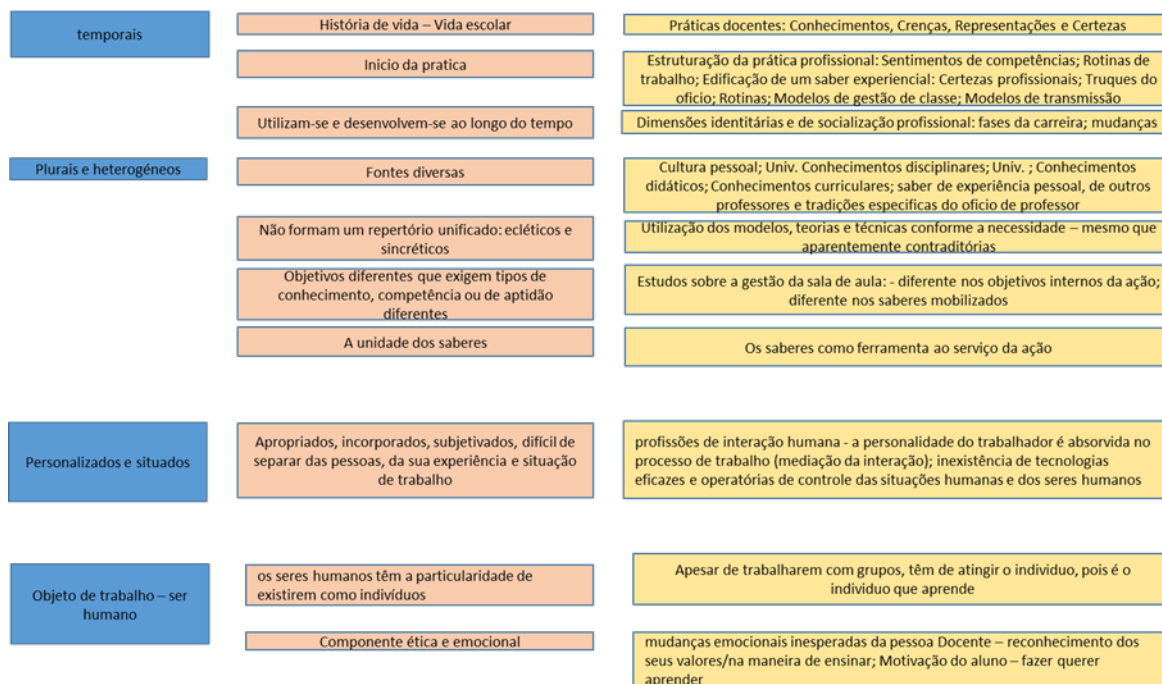 temporais
História de vida – Vida escolar
Práticas docentes: Conhecimentos, Crenças, Representações e Certezas
Inicio da pratica
Estruturação da prática profissional: Sentimentos de competências; Rotinas
de trabalho; Edificação de um saber experiencial: Certezas profissionais; Truques do
oficio; Rotinas; Modelos de gestão de classe; Modelos de transmissão
Utilizam-se e desenvolvem-se ao longo do tempo
Dimensões identitárias e de socialização profissional: fases da carreira; mudanças
Plurais e heterogéneos
Fontes diversas
Cultura pessoal; Univ. Conhecimentos disciplinares; Univ. ; Conhecimentos
didáticos; Conhecimentos curriculares; saber de experiência pessoal, de outros
professores e tradições especificas do oficio de professor
Não formam um repertório unificado: ecléticos e
sincréticos
Utilização dos modelos, teorias e técnicas conforme a necessidade – mesmo que
aparentemente contraditórias
Objetivos diferentes que exigem tipos de
conhecimento, competência ou de aptidão
diferentes
Estudos sobre a gestão da sala de aula: - diferente nos objetivos internos da ação;
diferente nos saberes mobilizados
A unidade dos saberes
Os saberes como ferramenta ao serviço da ação
Personalizados e situados
Apropriados, incorporados, subjetivados, difícil de
separar das pessoas, da sua experiência e situação
de trabalho
profissões de interação humana - a personalidade do trabalhador é absorvida no
processo de trabalho (mediação da interação); inexistência de tecnologias
eficazes e operatórias de controle das situações humanas e dos seres humanos
Objeto de trabalho – ser
humano
os seres humanos têm a particularidade de
existirem como indivíduos
Apesar de trabalharem com grupos, têm de atingir o individuo, pois é o
individuo que aprende
Componente ética e emocional
mudanças emocionais inesperadas da pessoa Docente – reconhecimento dos
seus valores/na maneira de ensinar; Motivação do aluno – fazer querer
aprender